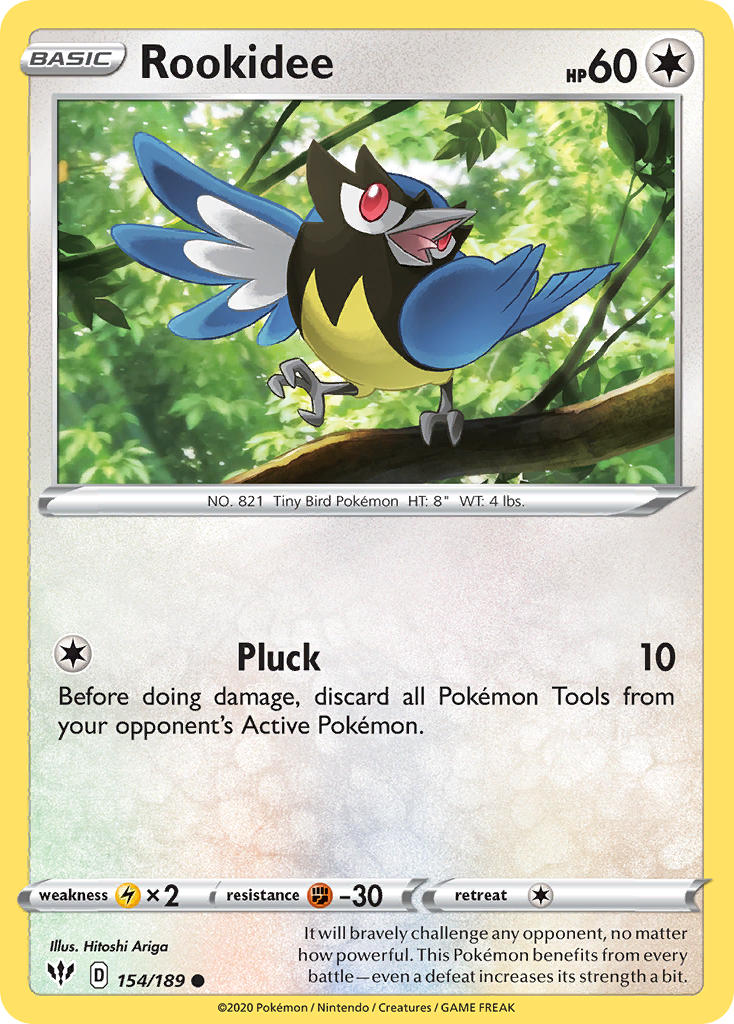 BASIC Rookidee HP60
NO. 821 Tiny Bird Pokémon HT: 8" WT: 4 lbs.
Pluck 10
Before doing damage, discard all Pokémon Tools from
your opponent's Active Pokémon.
weakness ×2 resistance -30 retreat
Illus. Hitoshi Ariga
It will bravely challenge any opponent, no matter
how powerful. This Pokémon benefits from every
battle—even a defeat increases its strength a bit.
D 154/189
©2020 Pokémon / Nintendo / Creatures / GAME FREAK